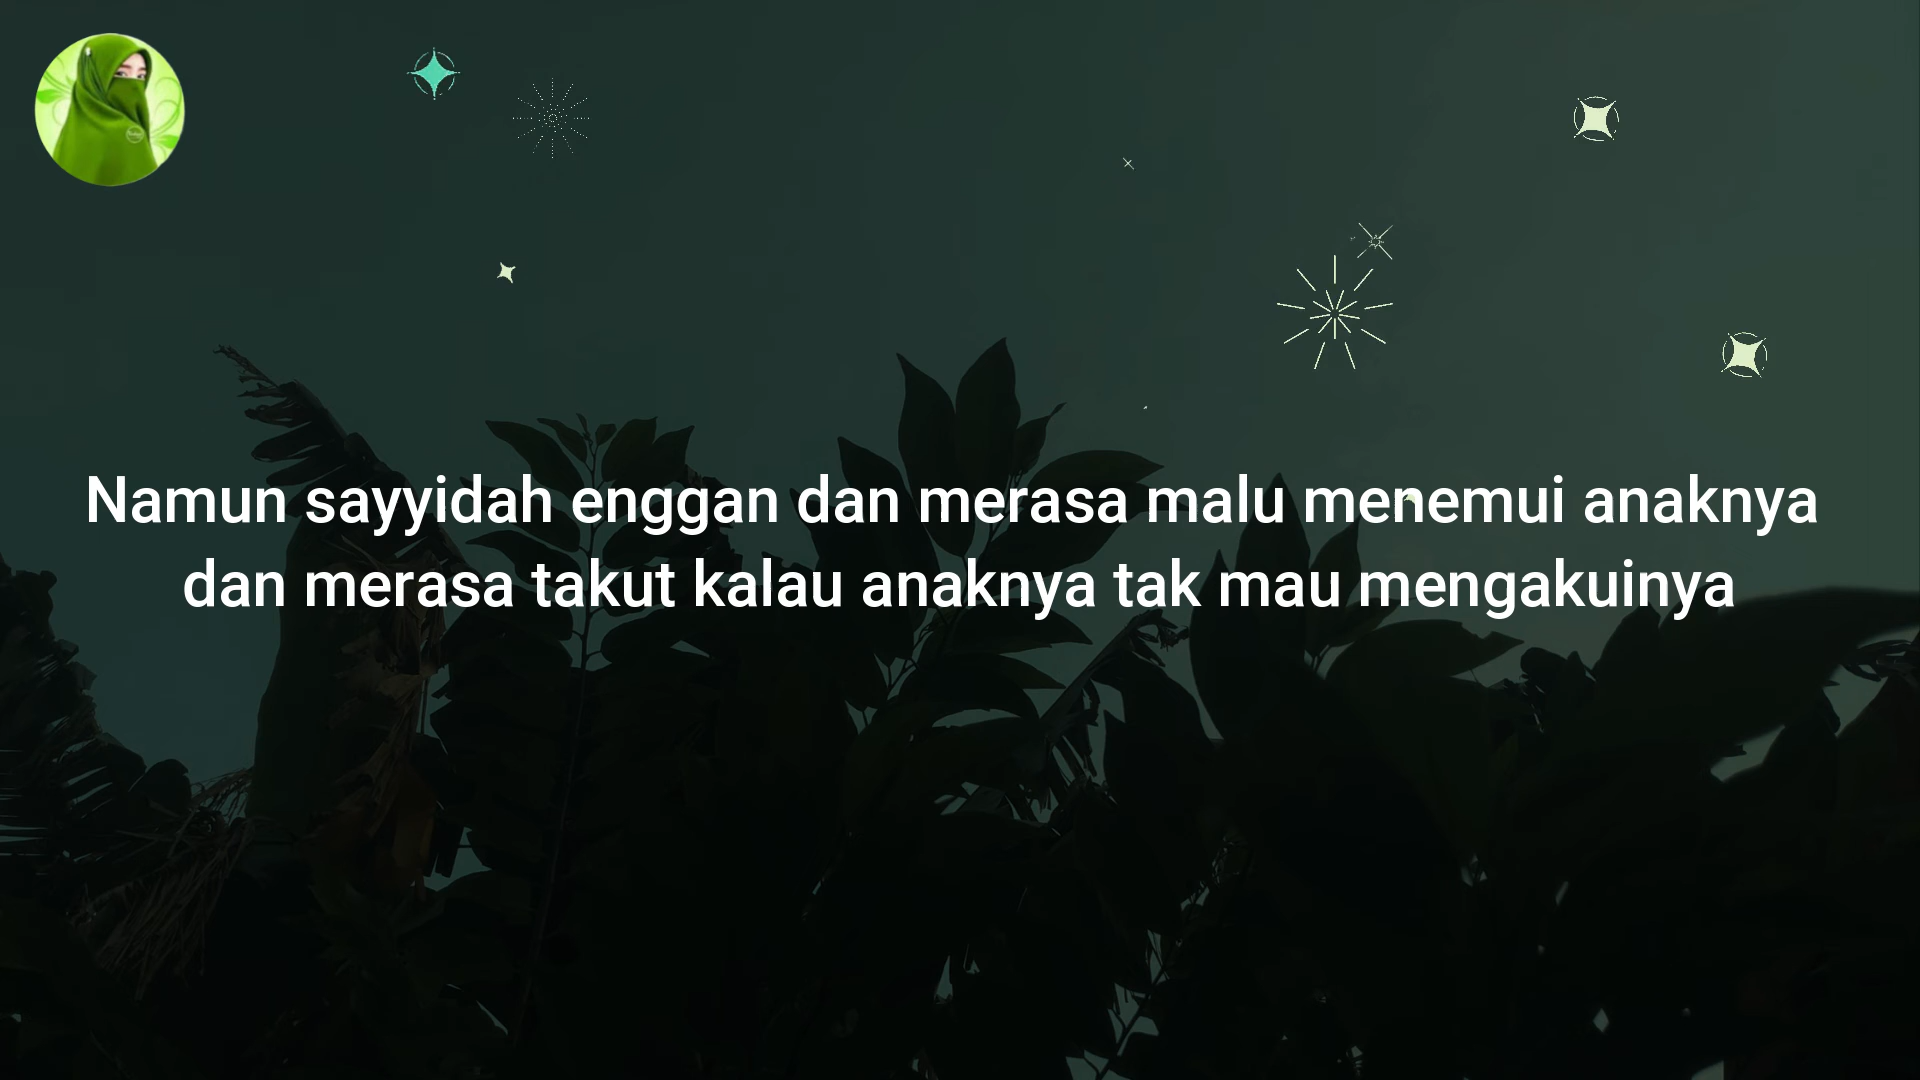 Namun sayyidah enggan dan merasa malu menemui anaknya
dan merasa takut kalau anaknya tak mau mengakuinya